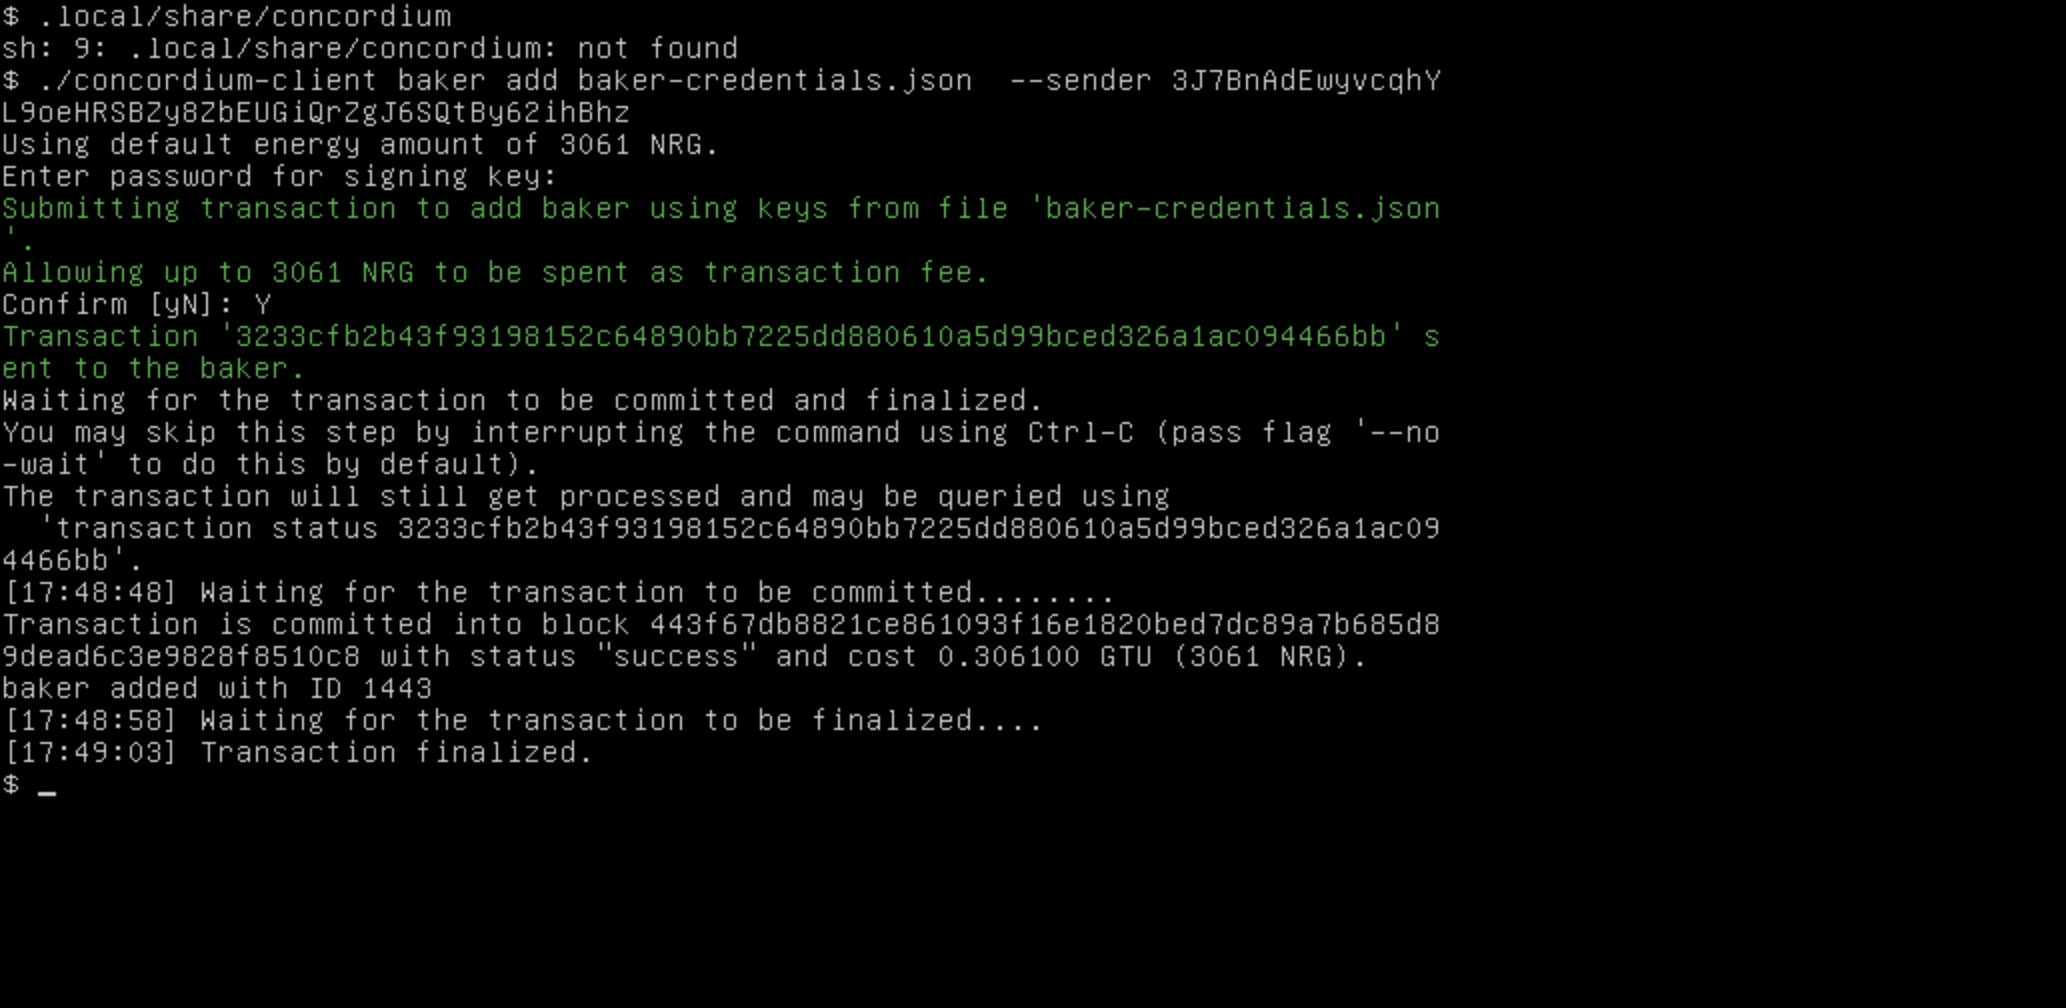 $ .local/share/concordium
sh: 9: .local/share/concordium: not found
$ ./concordium-client baker add baker-credentials.json  --sender 3J7BnAdEwyvcqhY
L9oeHRSBZy8ZbEUGiQrZgJ6SQtBy62ihBhz
Using default energy amount of 3061 NRG.
Enter password for signing key:
Submitting transaction to add baker using keys from file 'baker-credentials.json
'.
Allowing up to 3061 NRG to be spent as transaction fee.
Confirm [yN]: Y
Transaction '3233cfb2b43f93198152c64890bb7225dd880610a5d99bced326a1ac094466bb' s
ent to the baker.
Waiting for the transaction to be committed and finalized.
You may skip this step by interrupting the command using Ctrl-C (pass flag '--no
-wait' to do this by default).
The transaction will still get processed and may be queried using
  'transaction status 3233cfb2b43f93198152c64890bb7225dd880610a5d99bced326a1ac09
4466bb'.
[17:48:48] Waiting for the transaction to be committed........
Transaction is committed into block 443f67db8821ce861093f16e1820bed7dc89a7b685d8
9dead6c3e9828f8510c8 with status "success" and cost 0.306100 GTU (3061 NRG).
baker added with ID 1443
[17:48:58] Waiting for the transaction to be finalized....
[17:49:03] Transaction finalized.
$ _